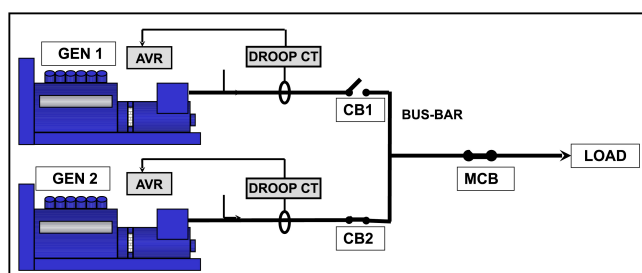 GEN 1
AVR
DROOP CT
CB1
BUS-BAR
GEN 2
AVR
DROOP CT
CB2
MCB
LOAD